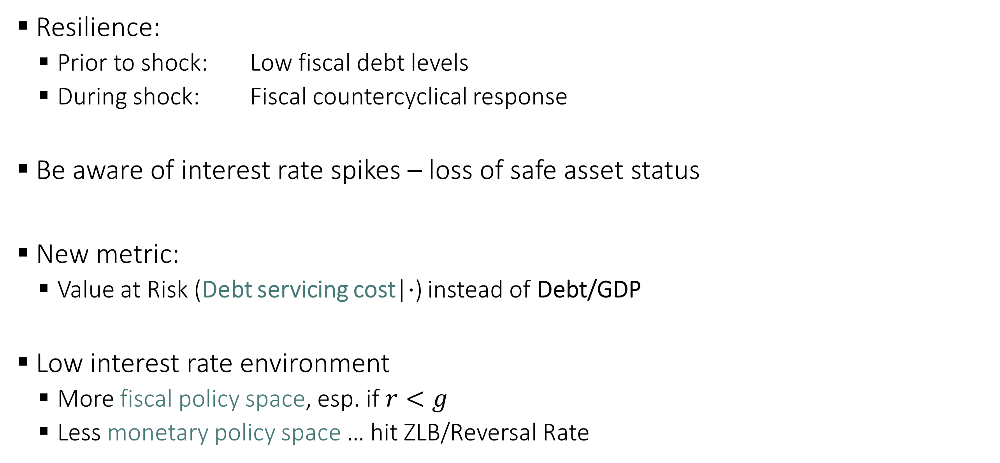 ▪ Resilience:
▪ Prior to shock: Low fiscal debt levels
▪ During shock: Fiscal countercyclical response
▪ Be aware of interest rate spikes – loss of safe asset status
▪ New metric:
▪ Value at Risk (Debt servicing cost|·) instead of Debt/GDP
▪ Low interest rate environment
▪ More fiscal policy space, esp. if r < g
▪ Less monetary policy space … hit ZLB/Reversal Rate